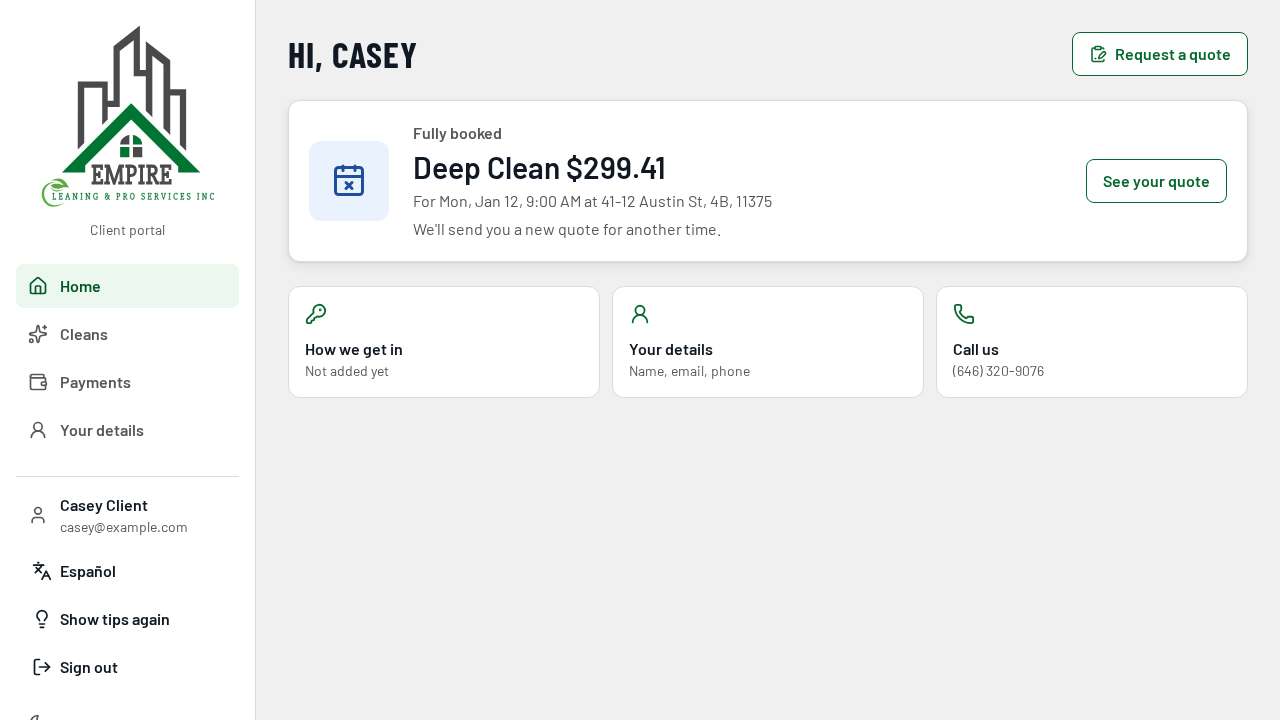 EMPIRE
LEANING & PRO SERVICES INC
Client portal
Home
Cleans
Payments
Your details
Casey Client
casey@example.com
Español
Show tips again
Sign out
HI, CASEY
Request a quote
Fully booked
Deep Clean $299.41
For Mon, Jan 12, 9:00 AM at 41-12 Austin St, 4B, 11375
We'll send you a new quote for another time.
See your quote
How we get in
Not added yet
Your details
Name, email, phone
Call us
(646) 320-9076